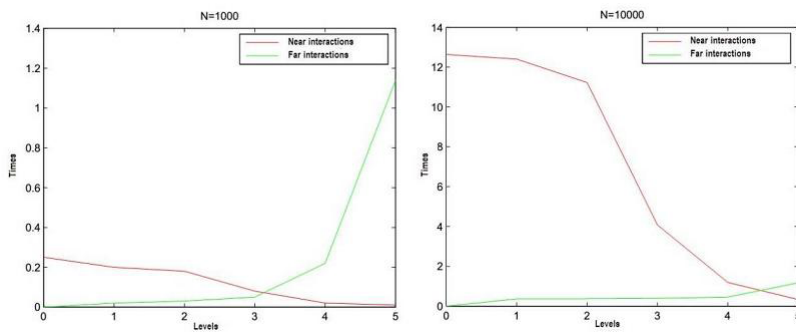 N=1000
1.4
1.2
1
0.8
0.6
0.4
0.2
0
Times
Near interactions
Far interactions
0 1 2 3 4 5
Levels
N=10000
14
12
10
8
6
4
2
0
Times
Near interactions
Far interactions
0 1 2 3 4 5
Levels